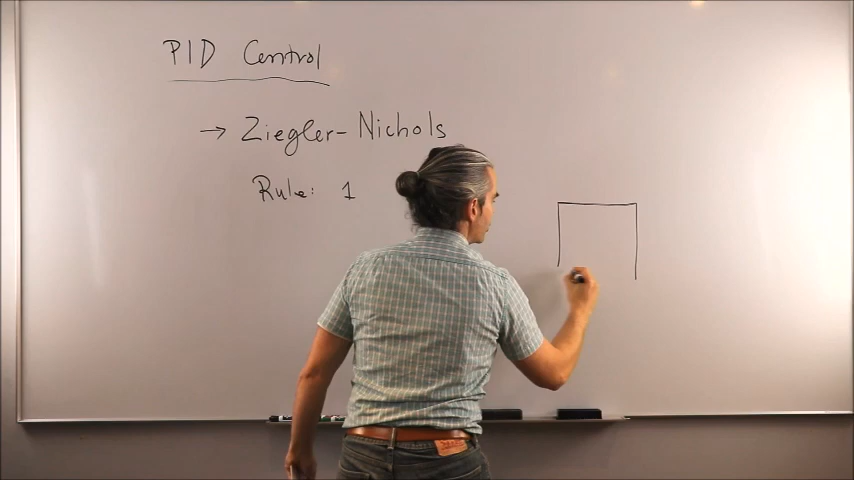 PID Control
→ Ziegler-Nichols
Rule: 1